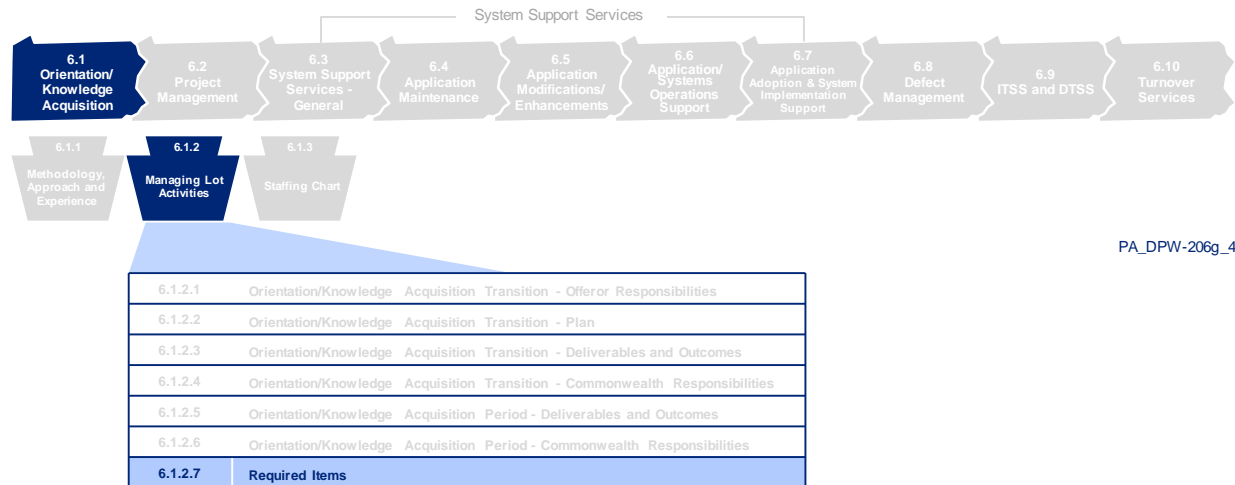 System Support Services
6.1
Orientation/
Knowledge
Acquisition
6.2
Project
Management
6.3
System Support
Services -
General
6.4
Application
Maintenance
6.5
Application
Modifications/
Enhancements
6.6
Application/
Systems
Operations
Support
6.7
Application
Adoption & System
Implementation
Support
6.8
Defect
Management
6.9
ITSS and DTSS
6.10
Turnover
Services
6.1.1
Methodology,
Approach and
Experience
6.1.2
Managing Lot
Activities
6.1.3
Staffing Chart
PA_DPW-206g_4
6.1.2.1 Orientation/Knowledge Acquisition Transition - Offeror Responsibilities
6.1.2.2 Orientation/Knowledge Acquisition Transition - Plan
6.1.2.3 Orientation/Knowledge Acquisition Transition - Deliverables and Outcomes
6.1.2.4 Orientation/Knowledge Acquisition Transition - Commonwealth Responsibilities
6.1.2.5 Orientation/Knowledge Acquisition Period - Deliverables and Outcomes
6.1.2.6 Orientation/Knowledge Acquisition Period - Commonwealth Responsibilities
6.1.2.7 Required Items